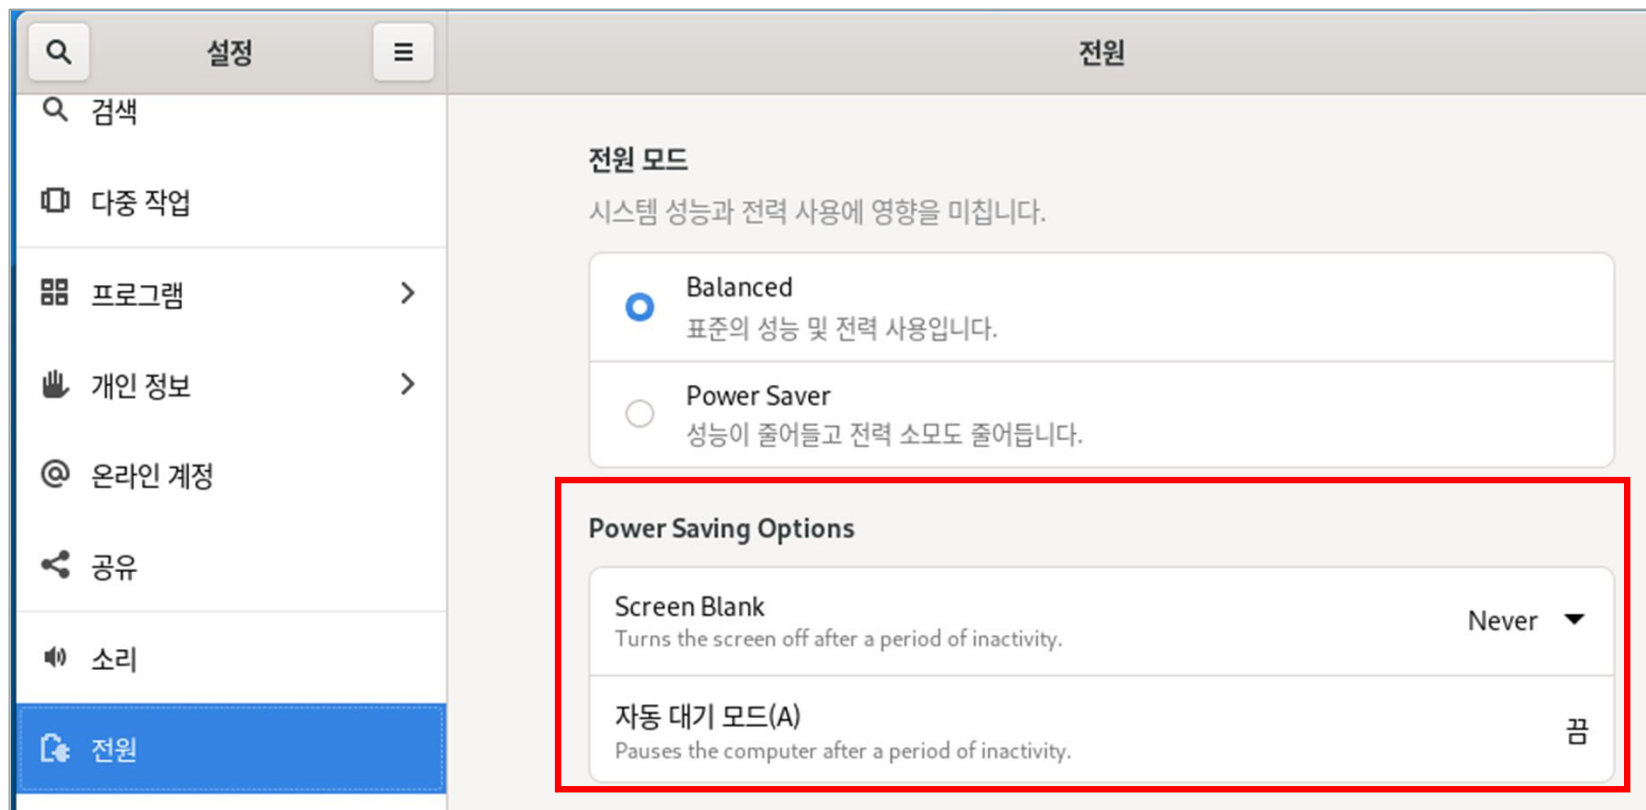 설정
전원
검색
다중 작업
프로그램
개인 정보
온라인 계정
공유
소리
전원
전원 모드
시스템 성능과 전력 사용에 영향을 미칩니다.
Balanced
표준의 성능 및 전력 사용입니다.
Power Saver
성능이 줄어들고 전력 소모도 줄어듭니다.
Power Saving Options
Screen Blank
Never
Turns the screen off after a period of inactivity.
자동 대기 모드(A)
끔
Pauses the computer after a period of inactivity.